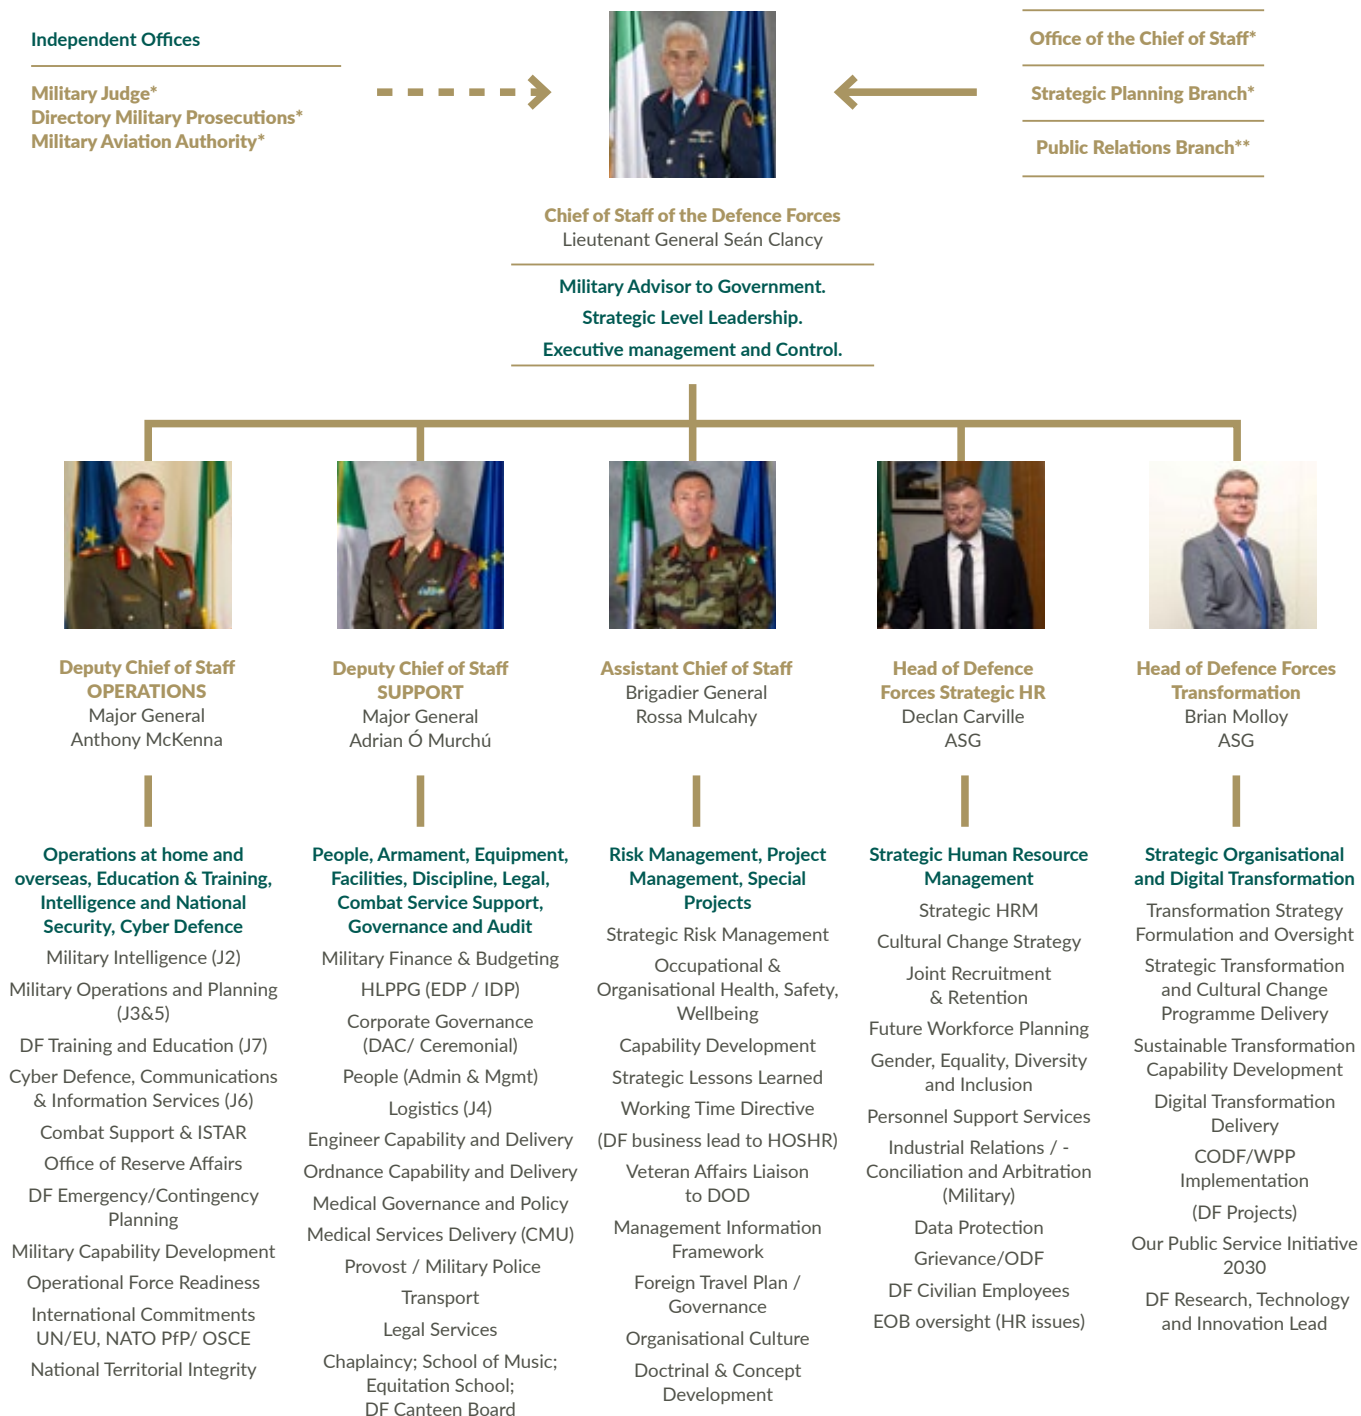 Independent Offices
Military Judge*
Directory Military Prosecutions*
Military Aviation Authority*
Office of the Chief of Staff*
Strategic Planning Branch*
Public Relations Branch**
Chief of Staff of the Defence Forces
Lieutenant General Seán Clancy
Military Advisor to Government.
Strategic Level Leadership.
Executive management and Control.
Deputy Chief of Staff
OPERATIONS
Major General
Anthony McKenna
Operations at home and
overseas, Education & Training,
Intelligence and National
Security, Cyber Defence
Military Intelligence (J2)
Military Operations and Planning
(J3&5)
DF Training and Education (J7)
Cyber Defence, Communications
& Information Services (J6)
Combat Support & ISTAR
Office of Reserve Affairs
DF Emergency/Contingency
Planning
Military Capability Development
Operational Force Readiness
International Commitments
UN/EU, NATO PfP/ OSCE
National Territorial Integrity
Deputy Chief of Staff
SUPPORT
Major General
Adrian Ó Murchú
People, Armament, Equipment,
Facilities, Discipline, Legal,
Combat Service Support,
Governance and Audit
Military Finance & Budgeting
HLPPG (EDP / IDP)
Corporate Governance
(DAC/ Ceremonial)
People (Admin & Mgmt)
Logistics (J4)
Engineer Capability and Delivery
Ordnance Capability and Delivery
Medical Governance and Policy
Medical Services Delivery (CMU)
Provost / Military Police
Transport
Legal Services
Chaplaincy; School of Music;
Equitation School;
DF Canteen Board
Assistant Chief of Staff
Brigadier General
Rossa Mulcahy
Risk Management, Project
Management, Special
Projects
Strategic Risk Management
Occupational &
Organisational Health, Safety,
Wellbeing
Capability Development
Strategic Lessons Learned
Working Time Directive
(DF business lead to HOSHR)
Veteran Affairs Liaison
to DOD
Management Information
Framework
Foreign Travel Plan /
Governance
Organisational Culture
Doctrinal & Concept
Development
Head of Defence
Forces Strategic HR
Declan Carville
ASG
Strategic Human Resource
Management
Strategic HRM
Cultural Change Strategy
Joint Recruitment
& Retention
Future Workforce Planning
Gender, Equality, Diversity
and Inclusion
Personnel Support Services
Industrial Relations / -
Conciliation and Arbitration
(Military)
Data Protection
Grievance/ODF
DF Civilian Employees
EOB oversight (HR issues)
Head of Defence Forces
Transformation
Brian Molloy
ASG
Strategic Organisational
and Digital Transformation
Transformation Strategy
Formulation and Oversight
Strategic Transformation
and Cultural Change
Programme Delivery
Sustainable Transformation
Capability Development
Digital Transformation
Delivery
CODF/WPP
Implementation
(DF Projects)
Our Public Service Initiative
2030
DF Research, Technology
and Innovation Lead